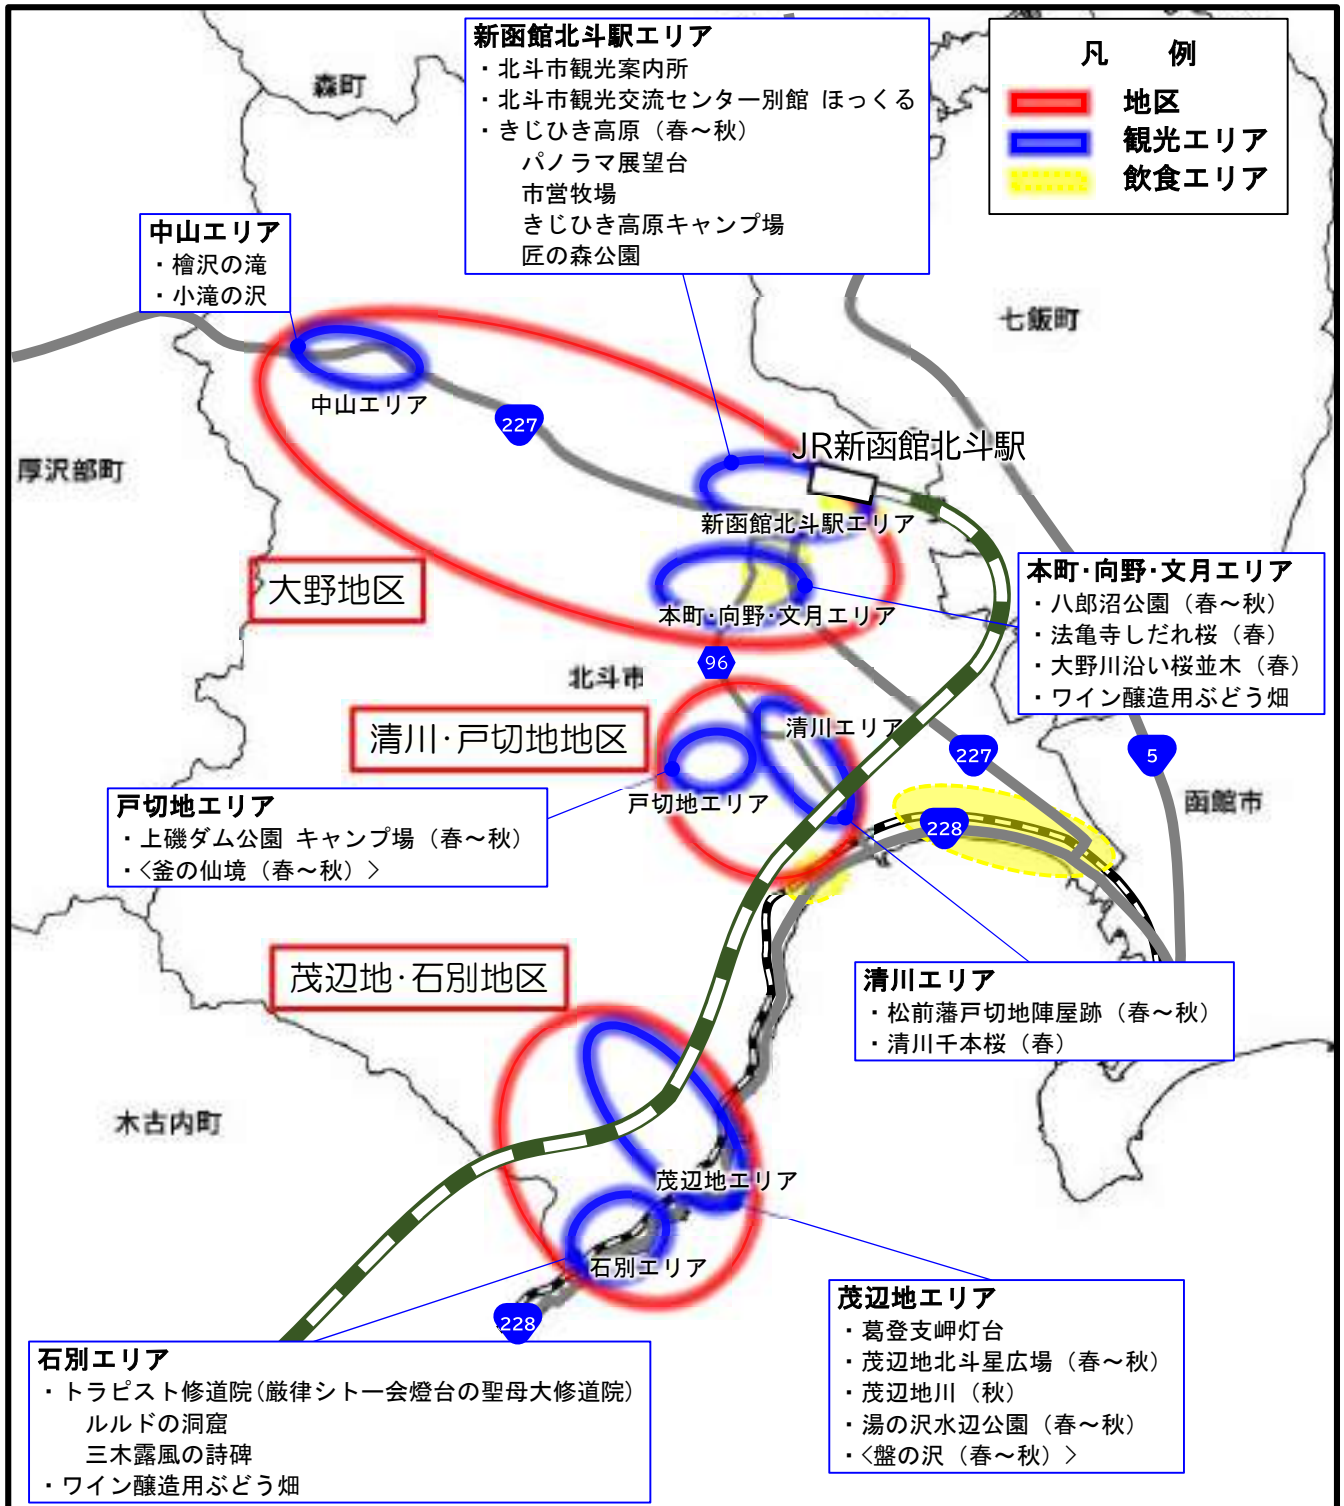 新函館北斗駅エリア
・北斗市観光案内所
・北斗市観光交流センター別館 ほっくる
・きじひき高原（春～秋）
パノラマ展望台
市営牧場
きじひき高原キャンプ場
匠の森公園
凡 例
地区
観光エリア
飲食エリア
森町
中山エリア
・檜沢の滝
・小滝の沢
七飯町
中山エリア
227
JR新函館北斗駅
厚沢部町
新函館北斗駅エリア
大野地区
本町・向野・文月エリア
本町・向野・文月エリア
・八郎沼公園（春～秋）
・法亀寺しだれ桜（春）
・大野川沿い桜並木（春）
・ワイン醸造用ぶどう畑
96
北斗市
清川・戸切地地区
清川エリア
227
5
戸切地エリア
函館市
228
戸切地エリア
・上磯ダム公園 キャンプ場（春～秋）
・<釜の仙境（春～秋）>
茂辺地・石別地区
清川エリア
・松前藩戸切地陣屋跡（春～秋）
・清川千本桜（春）
木古内町
茂辺地エリア
石別エリア
228
茂辺地エリア
・葛登支岬灯台
・茂辺地北斗星広場（春～秋）
・茂辺地川（秋）
・湯の沢水辺公園（春～秋）
・<盤の沢（春～秋）>
石別エリア
・トラピスト修道院(厳律シトー会燈台の聖母大修道院)
ルルドの洞窟
三木露風の詩碑
・ワイン醸造用ぶどう畑